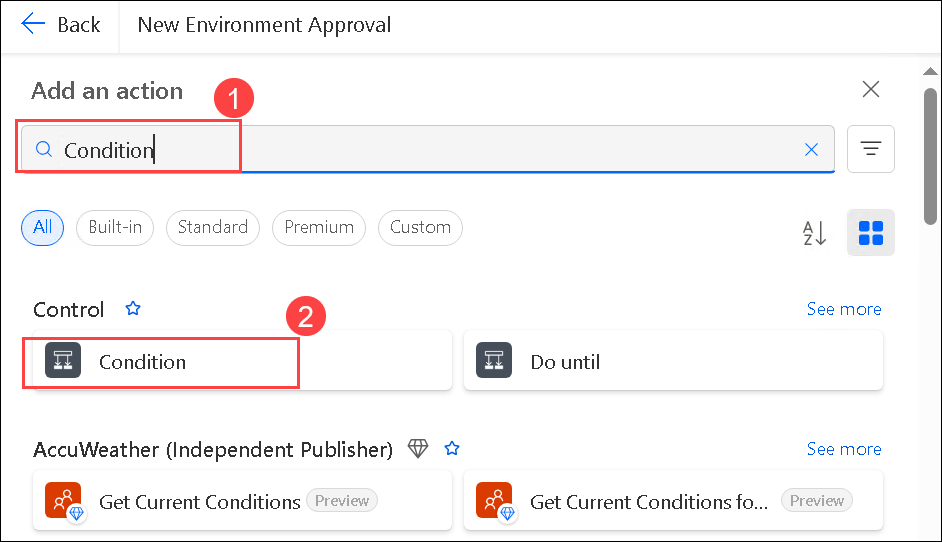 Back New Environment Approval
Add an action
1
Condition
All Built-in Standard Premium Custom
A
Z
Control See more
2
Condition Do until
AccuWeather (Independent Publisher) See more
Get Current Conditions Preview Get Current Conditions fo... Preview